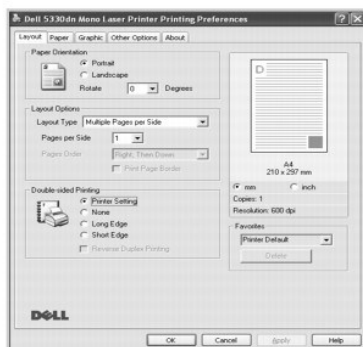 Dell 5330dn Mono Laser Printer Printing Preferences
Layout Paper Graphic Other Options About
Paper Orientation
Portrait
Landscape
Rotate 0 Degrees
Layout Options
Layout Type Multiple Pages per Side
Pages per Side 1
Pages Order Right, Then Down
Print Page Border
Double-sided Printing
Printer Setting
None
Long Edge
Short Edge
Reverse Duplex Printing
D
A4
210 x 297 mm
mm inch
Copies: 1
Resolution: 600 dpi
Favorites
Printer Default
Delete
DELL
OK Cancel Apply Help